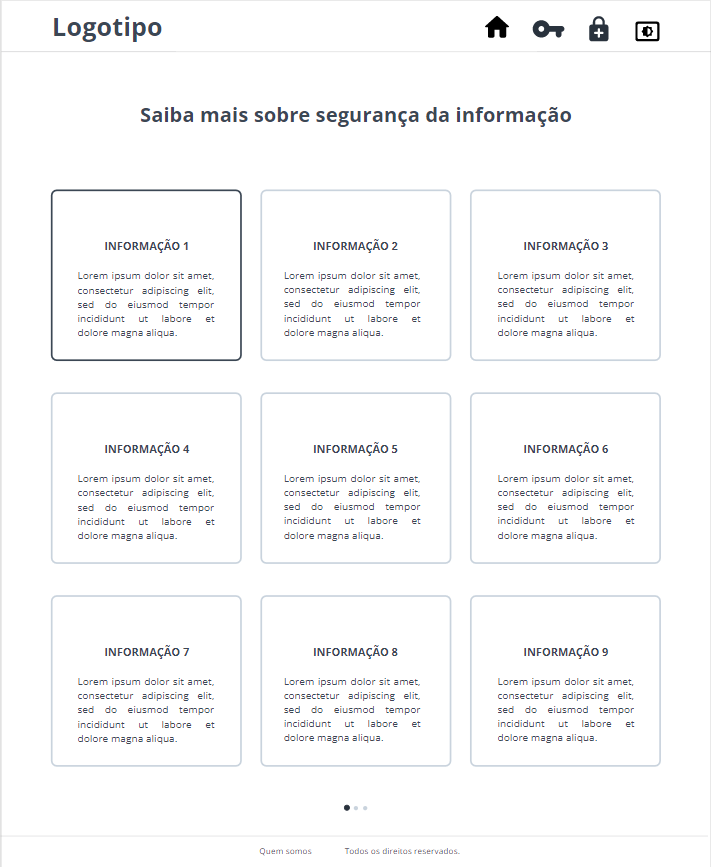 Logotipo
Saiba mais sobre segurança da informação
INFORMAÇÃO 1
Lorem ipsum dolor sit amet,
consectetur adipiscing elit,
sed do eiusmod tempor
incididunt ut labore et
dolore magna aliqua.
INFORMAÇÃO 2
Lorem ipsum dolor sit amet,
consectetur adipiscing elit,
sed do eiusmod tempor
incididunt ut labore et
dolore magna aliqua.
INFORMAÇÃO 3
Lorem ipsum dolor sit amet,
consectetur adipiscing elit,
sed do eiusmod tempor
incididunt ut labore et
dolore magna aliqua.
INFORMAÇÃO 4
Lorem ipsum dolor sit amet,
consectetur adipiscing elit,
sed do eiusmod tempor
incididunt ut labore et
dolore magna aliqua.
INFORMAÇÃO 5
Lorem ipsum dolor sit amet,
consectetur adipiscing elit,
sed do eiusmod tempor
incididunt ut labore et
dolore magna aliqua.
INFORMAÇÃO 6
Lorem ipsum dolor sit amet,
consectetur adipiscing elit,
sed do eiusmod tempor
incididunt ut labore et
dolore magna aliqua.
INFORMAÇÃO 7
Lorem ipsum dolor sit amet,
consectetur adipiscing elit,
sed do eiusmod tempor
incididunt ut labore et
dolore magna aliqua.
INFORMAÇÃO 8
Lorem ipsum dolor sit amet,
consectetur adipiscing elit,
sed do eiusmod tempor
incididunt ut labore et
dolore magna aliqua.
INFORMAÇÃO 9
Lorem ipsum dolor sit amet,
consectetur adipiscing elit,
sed do eiusmod tempor
incididunt ut labore et
dolore magna aliqua.
Quem somos Todos os direitos reservados.